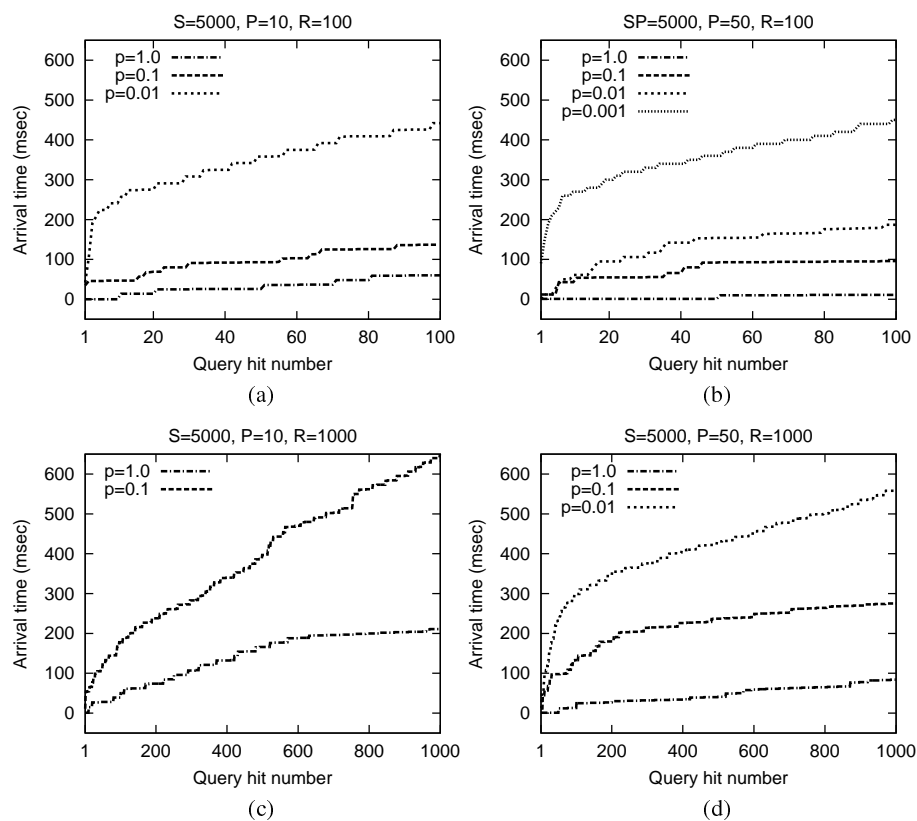 S=5000, P=10, R=100
p=1.0
p=0.1
p=0.01
600
500
400
300
200
100
0
Arrival time (msec)
1 20 40 60 80 100
Query hit number
(a)
SP=5000, P=50, R=100
p=1.0
p=0.1
p=0.01
p=0.001
600
500
400
300
200
100
0
Arrival time (msec)
1 20 40 60 80 100
Query hit number
(b)
S=5000, P=10, R=1000
p=1.0
p=0.1
600
500
400
300
200
100
0
Arrival time (msec)
1 200 400 600 800 1000
Query hit number
(c)
S=5000, P=50, R=1000
p=1.0
p=0.1
p=0.01
600
500
400
300
200
100
0
Arrival time (msec)
1 200 400 600 800 1000
Query hit number
(d)